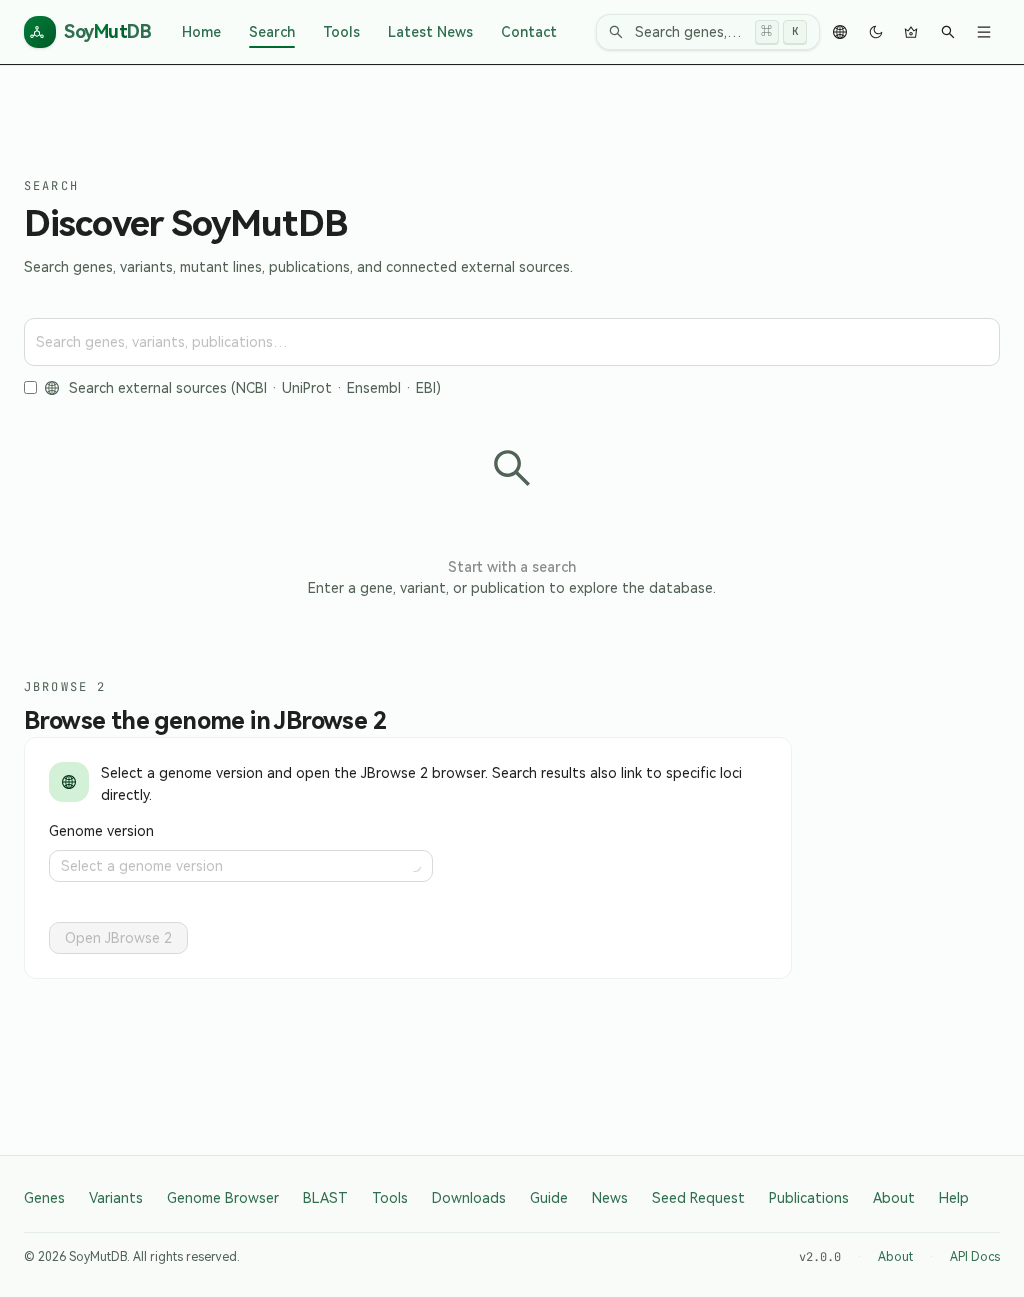 SoyMutDB
Home Search Tools Latest News Contact
Search genes,... ⌘ K
SEARCH
Discover SoyMutDB
Search genes, variants, mutant lines, publications, and connected external sources.
Search genes, variants, publications...
Search external sources (NCBI · UniProt · Ensembl · EBI)
Start with a search
Enter a gene, variant, or publication to explore the database.
JBROWSE 2
Browse the genome in JBrowse 2
Select a genome version and open the JBrowse 2 browser. Search results also link to specific loci
directly.
Genome version
Select a genome version
Open JBrowse 2
Genes Variants Genome Browser BLAST Tools Downloads Guide News Seed Request Publications About Help
© 2026 SoyMutDB. All rights reserved.
v2.0.0 · About · API Docs